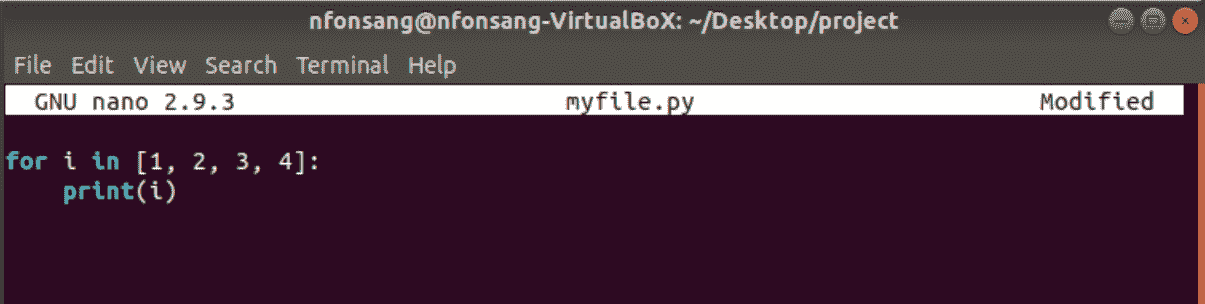 nfonsang@nfonsang-VirtualBoX: ~/Desktop/project
File Edit View Search Terminal Help
GNU nano 2.9.3 myfile.py Modified
for i in [1, 2, 3, 4]:
    print(i)